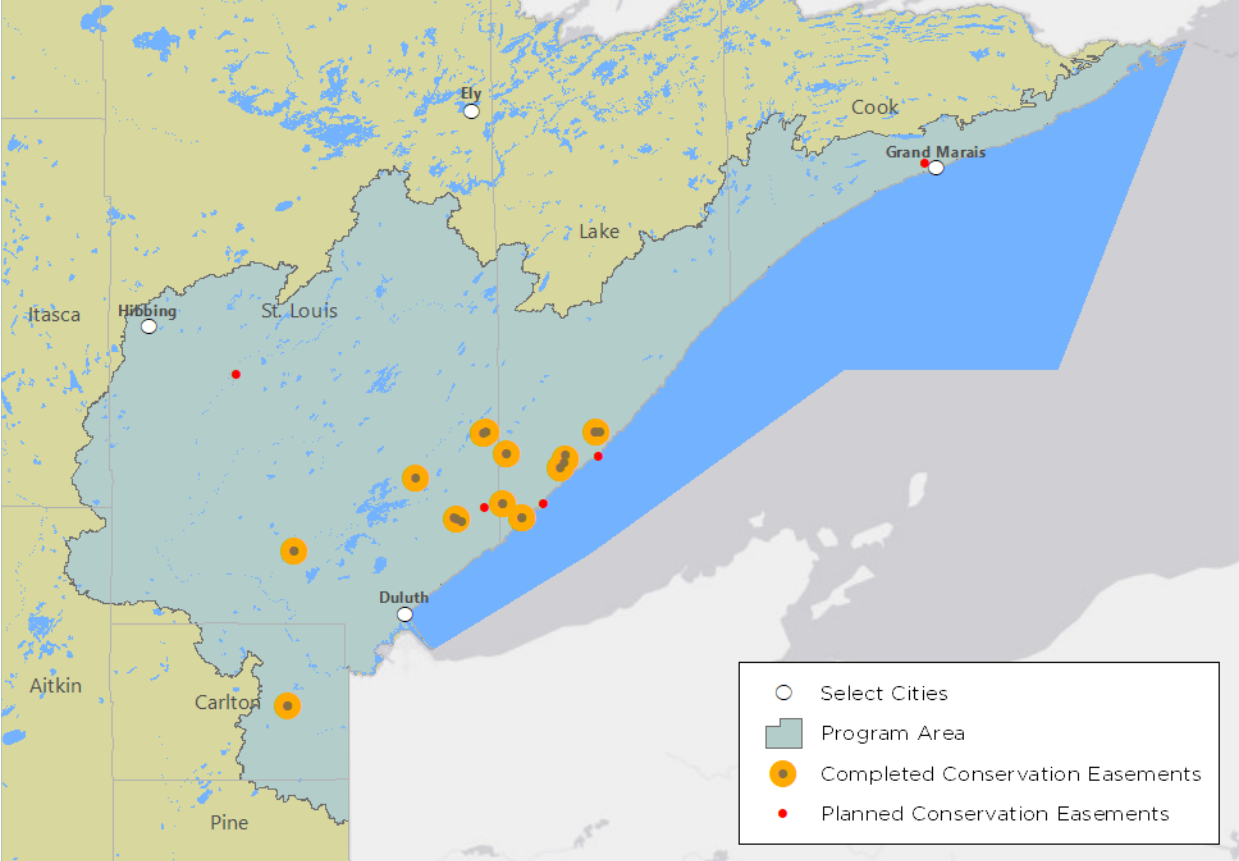 Ely
Cook
Grand Marais
Lake
Hibbing
St. Louis
Itasca
Duluth
Aitkin
Carlton
Pine
Select Cities
Program Area
Completed Conservation Easements
Planned Conservation Easements